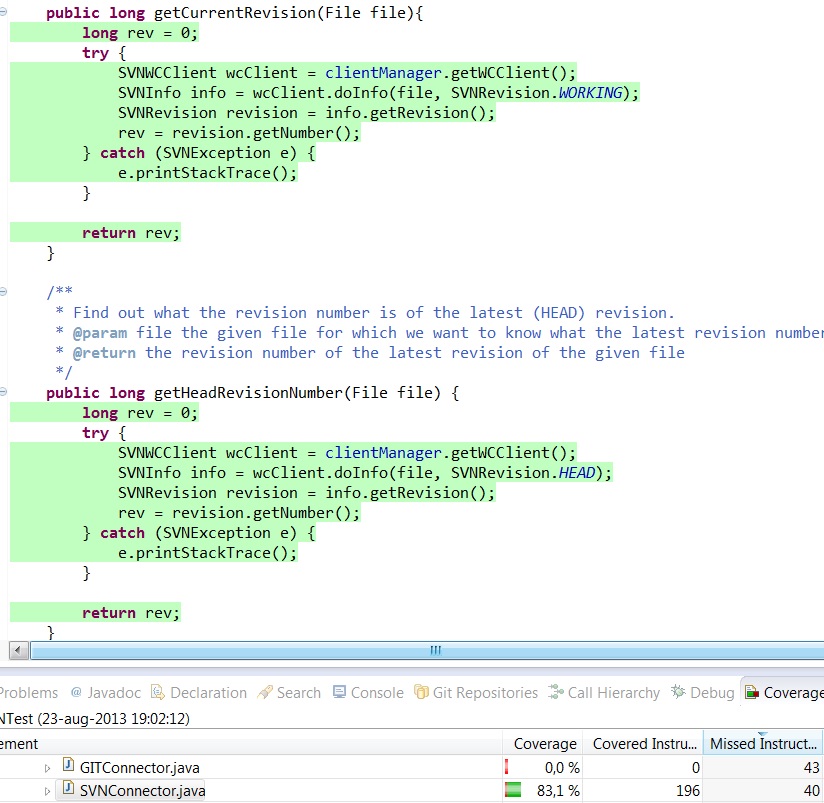 public long getCurrentRevision(File file){
long rev = 0;
try {
SVNWCClient wcClient = clientManager.getWCClient();
SVNInfo info = wcClient.doInfo(file, SVNRevision.WORKING);
SVNRevision revision = info.getRevision();
rev = revision.getNumber();
} catch (SVNException e) {
e.printStackTrace();
}
return rev;
}
/**
* Find out what the revision number is of the latest (HEAD) revision.
* @param file the given file for which we want to know what the latest revision number
* @return the revision number of the latest revision of the given file
*/
public long getHeadRevisionNumber(File file) {
long rev = 0;
try {
SVNWCClient wcClient = clientManager.getWCClient();
SVNInfo info = wcClient.doInfo(file, SVNRevision.HEAD);
SVNRevision revision = info.getRevision();
rev = revision.getNumber();
} catch (SVNException e) {
e.printStackTrace();
}
return rev;
}
Problems @ Javadoc Declaration Search Console Git Repositories Call Hierarchy Debug Coverage
NTest (23-aug-2013 19:02:12)
ement Coverage Covered Instru... Missed Instruct...
GITConnector.java 0,0 % 0 43
SVNConnector.java 83,1 % 196 40